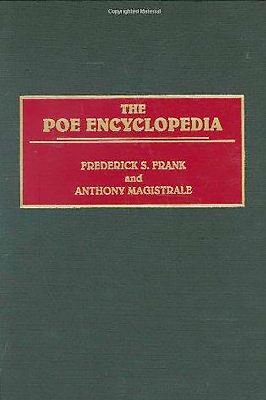 THE
POE ENCYCLOPEDIA
FREDERICK S. FRANK
and
ANTHONY MAGISTRALE